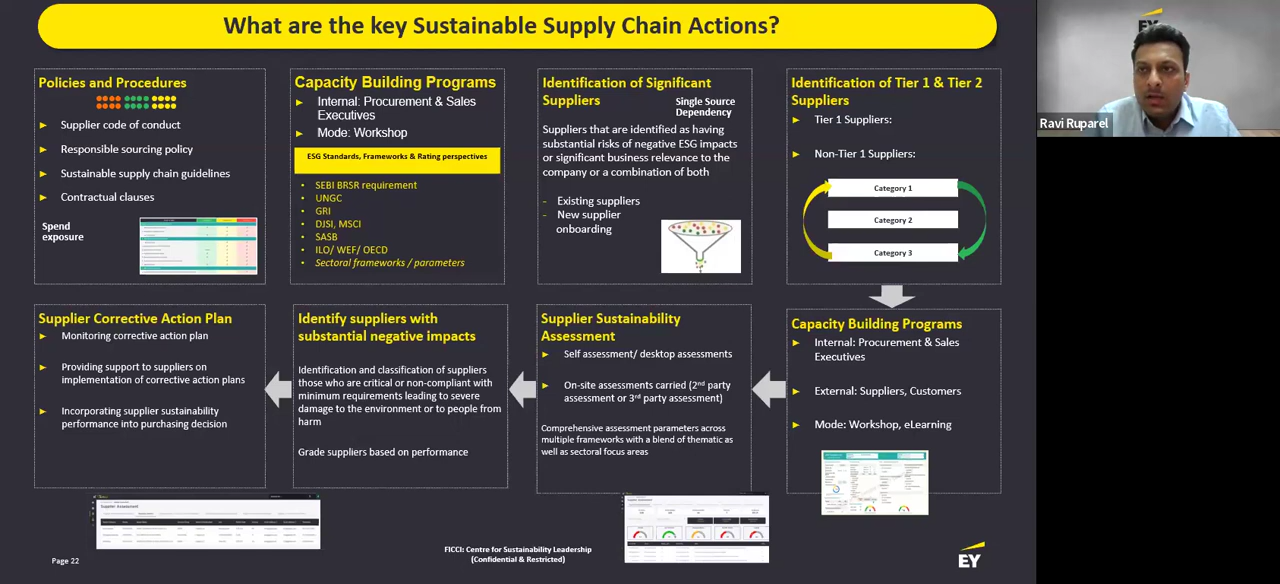 What are the key Sustainable Supply Chain Actions?
EY
Ravi Ruparel
Policies and Procedures
► Supplier code of conduct
► Responsible sourcing policy
► Sustainable supply chain guidelines
► Contractual clauses
Spend
exposure
Capacity Building Programs
► Internal: Procurement & Sales
Executives
► Mode: Workshop
ESG Standards, Frameworks & Rating perspectives
• SEBI BRSR requirement
• UNGC
• GRI
• DJSI, MSCI
• SASB
• ILO/ WEF/ OECD
• Sectoral frameworks / parameters
Identification of Significant
Suppliers
Single Source
Dependency
Suppliers that are identified as having
substantial risks of negative ESG impacts
or significant business relevance to the
company or a combination of both
- Existing suppliers
- New supplier
onboarding
Identification of Tier 1 & Tier 2
Suppliers
► Tier 1 Suppliers:
► Non-Tier 1 Suppliers:
Category 1
Category 2
Category 3
Capacity Building Programs
► Internal: Procurement & Sales
Executives
► External: Suppliers, Customers
► Mode: Workshop, eLearning
Supplier Sustainability
Assessment
► Self assessment/ desktop assessments
► On-site assessments carried (2nd party
assessment or 3rd party assessment)
Comprehensive assessment parameters across
multiple frameworks with a blend of thematic as
well as sectoral focus areas
Identify suppliers with
substantial negative impacts
Identification and classification of suppliers
those who are critical or non-compliant with
minimum requirements leading to severe
damage to the environment or to people from
harm
Grade suppliers based on performance
Supplier Corrective Action Plan
► Monitoring corrective action plan
► Providing support to suppliers on
implementation of corrective action plans
► Incorporating supplier sustainability
performance into purchasing decision
Supplier Assessment
Supplier Assessment
Page 22
FICCI: Centre for Sustainability Leadership
(Confidential & Restricted)
EY